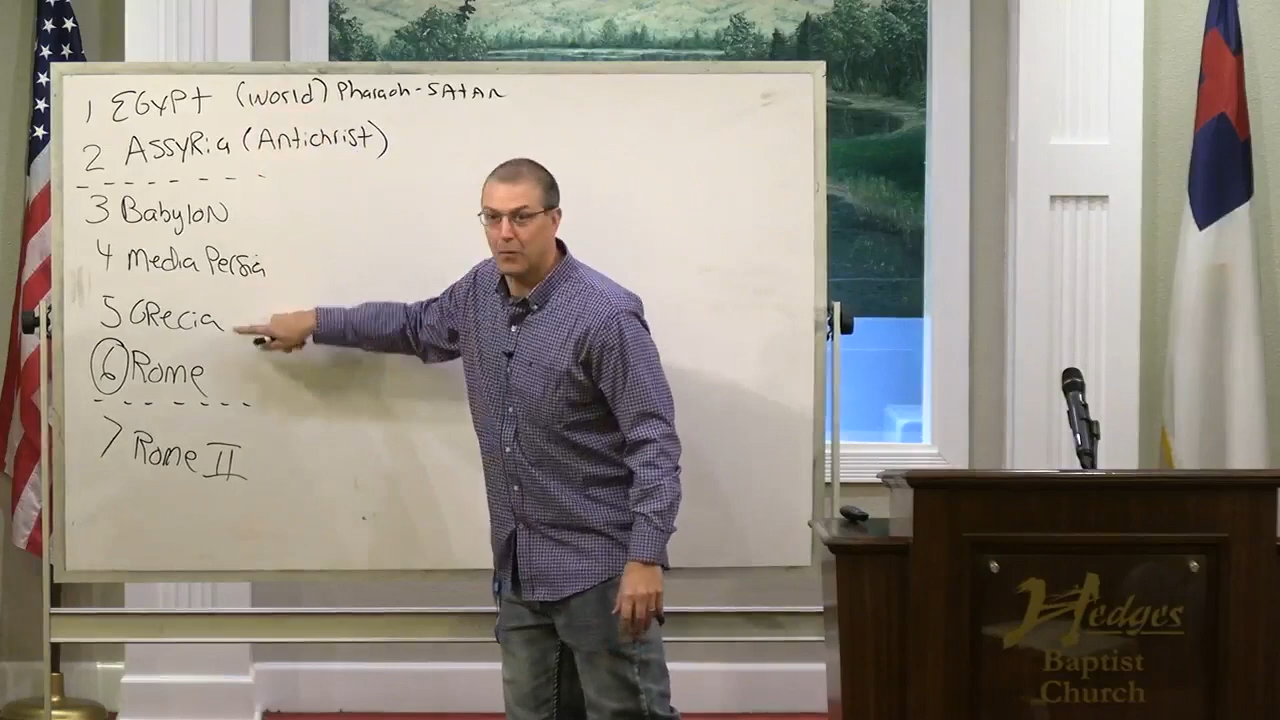 1 EGYPt (World) Pharaoh-SAtAN
2 ASSYRia (Antichrist)
3 BabyloN
4 Media Persia
5 GRecia
6 Rome
7 Rome II
Hedges
Baptist
Church